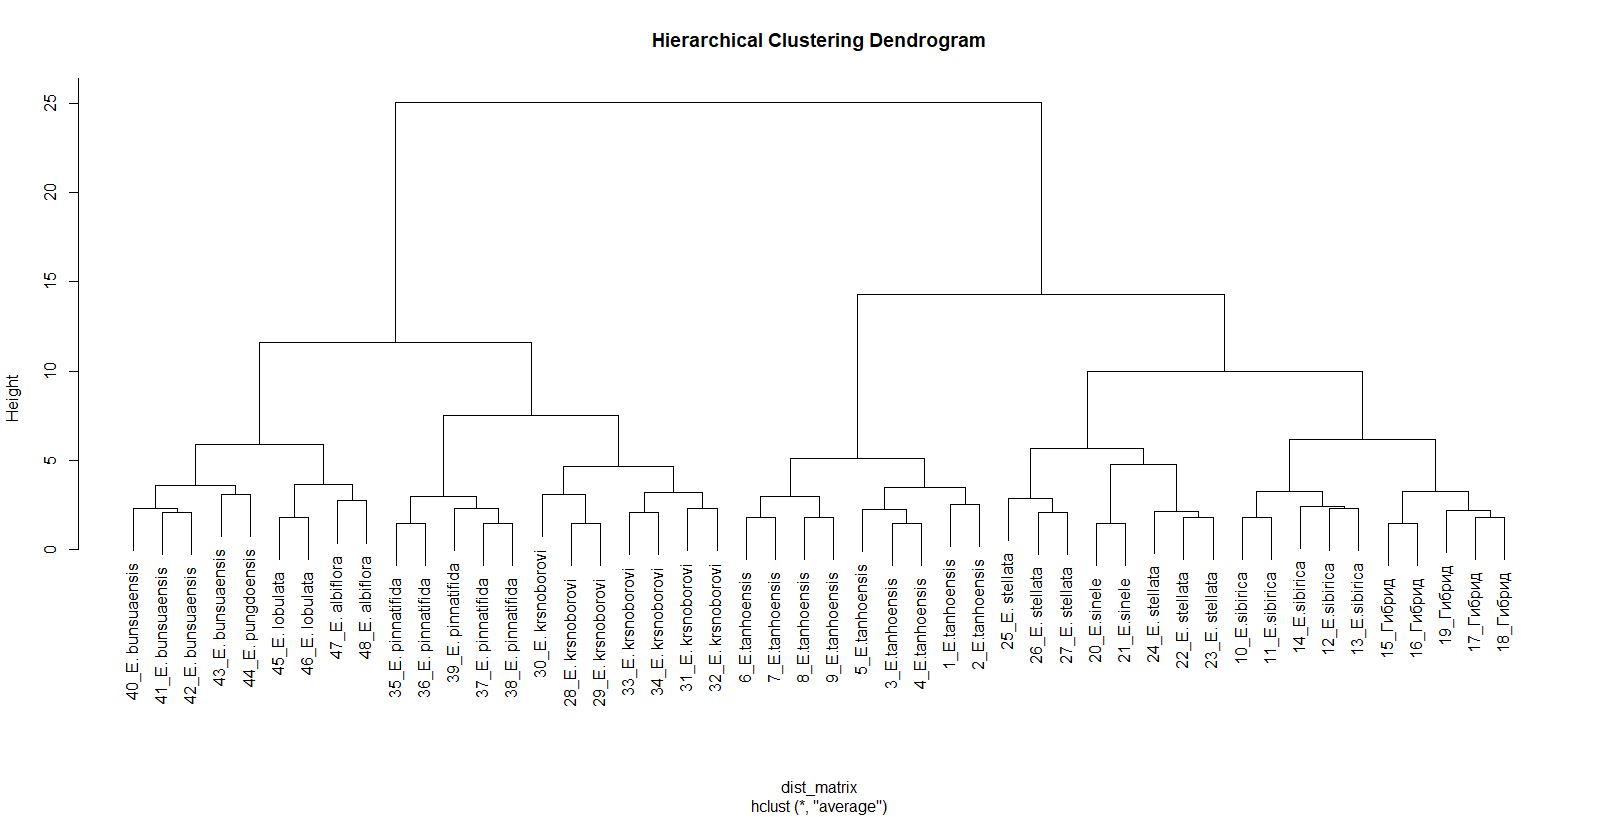 Hierarchical Clustering Dendrogram
Height
25
20
15
10
5
0
40_E. bunsuaensis
41_E. bunsuaensis
42_E. bunsuaensis
43_E. bunsuaensis
44_E. pungdoensis
45_E. lobulata
46_E. lobulata
47_E. albiflora
48_E. albiflora
35_E. pinnatifida
36_E. pinnatifida
39_E. pinnatifida
37_E. pinnatifida
38_E. pinnatifida
30_E. krsnoborovi
28_E. krsnoborovi
29_E. krsnoborovi
33_E. krsnoborovi
34_E. krsnoborovi
31_E. krsnoborovi
32_E. krsnoborovi
6_E.tanhoensis
7_E.tanhoensis
8_E.tanhoensis
9_E.tanhoensis
5_E.tanhoensis
3_E.tanhoensis
4_E.tanhoensis
1_E.tanhoensis
2_E.tanhoensis
25_E. stellata
26_E. stellata
27_E. stellata
20_E.sinele
21_E.sinele
24_E. stellata
22_E. stellata
23_E. stellata
10_E.sibirica
11_E.sibirica
14_E.sibirica
12_E.sibirica
13_E.sibirica
15_Гибрид
16_Гибрид
19_Гибрид
17_Гибрид
18_Гибрид
dist_matrix
hclust (*, "average")